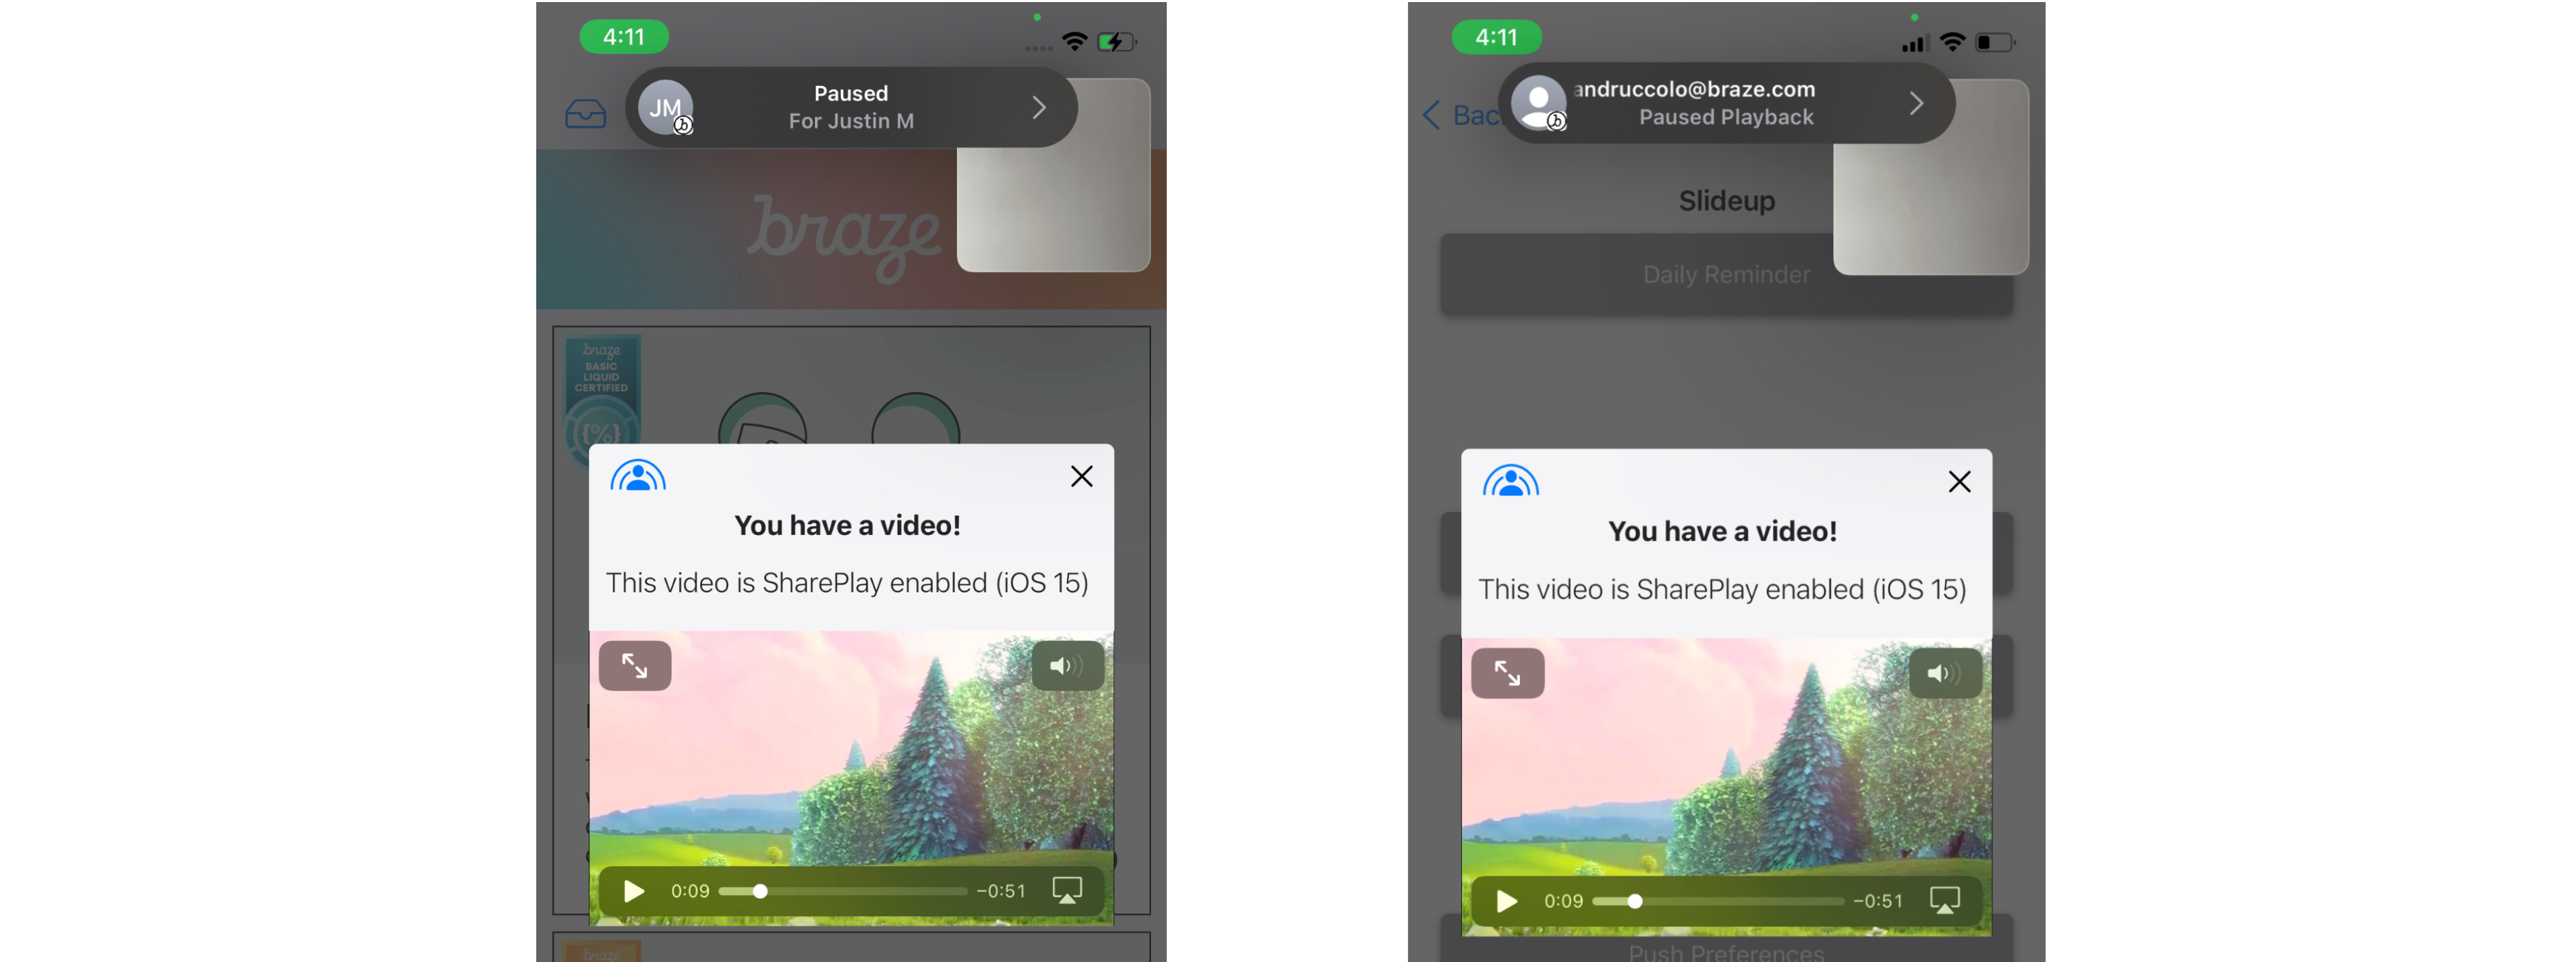 4:11
JM
Paused
For Justin M
braze
braze
BASIC
LIQUID
CERTIFIED
{%}
You have a video!
This video is SharePlay enabled (iOS 15)
0:09
-0:51
braze
4:11
andruccolo@braze.com
Paused Playback
Slideup
Daily Reminder
You have a video!
This video is SharePlay enabled (iOS 15)
0:09
-0:51
Push Preferences